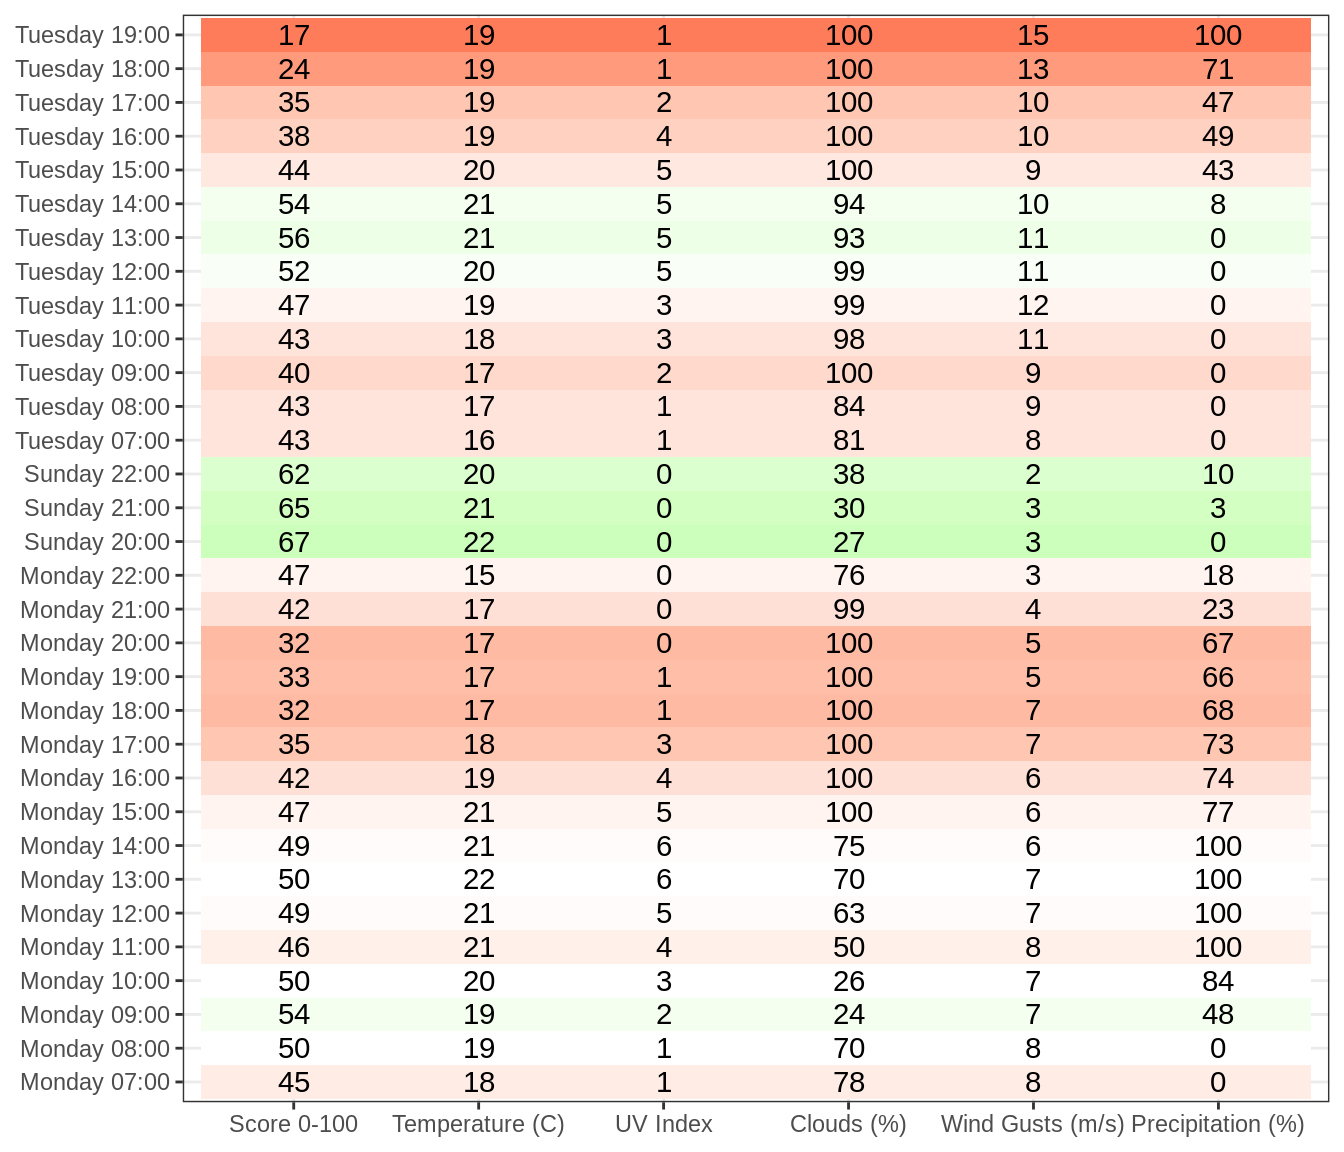 Tuesday 19:00 17 19 1 100 15 100
Tuesday 18:00 24 19 1 100 13 71
Tuesday 17:00 35 19 2 100 10 47
Tuesday 16:00 38 19 4 100 10 49
Tuesday 15:00 44 20 5 100 9 43
Tuesday 14:00 54 21 5 94 10 8
Tuesday 13:00 56 21 5 93 11 0
Tuesday 12:00 52 20 5 99 11 0
Tuesday 11:00 47 19 3 99 12 0
Tuesday 10:00 43 18 3 98 11 0
Tuesday 09:00 40 17 2 100 9 0
Tuesday 08:00 43 17 1 84 9 0
Tuesday 07:00 43 16 1 81 8 0
Sunday 22:00 62 20 0 38 2 10
Sunday 21:00 65 21 0 30 3 3
Sunday 20:00 67 22 0 27 3 0
Monday 22:00 47 15 0 76 3 18
Monday 21:00 42 17 0 99 4 23
Monday 20:00 32 17 0 100 5 67
Monday 19:00 33 17 1 100 5 66
Monday 18:00 32 17 1 100 7 68
Monday 17:00 35 18 3 100 7 73
Monday 16:00 42 19 4 100 6 74
Monday 15:00 47 21 5 100 6 77
Monday 14:00 49 21 6 75 6 100
Monday 13:00 50 22 6 70 7 100
Monday 12:00 49 21 5 63 7 100
Monday 11:00 46 21 4 50 8 100
Monday 10:00 50 20 3 26 7 84
Monday 09:00 54 19 2 24 7 48
Monday 08:00 50 19 1 70 8 0
Monday 07:00 45 18 1 78 8 0
Score 0-100 Temperature (C) UV Index Clouds (%) Wind Gusts (m/s) Precipitation (%)